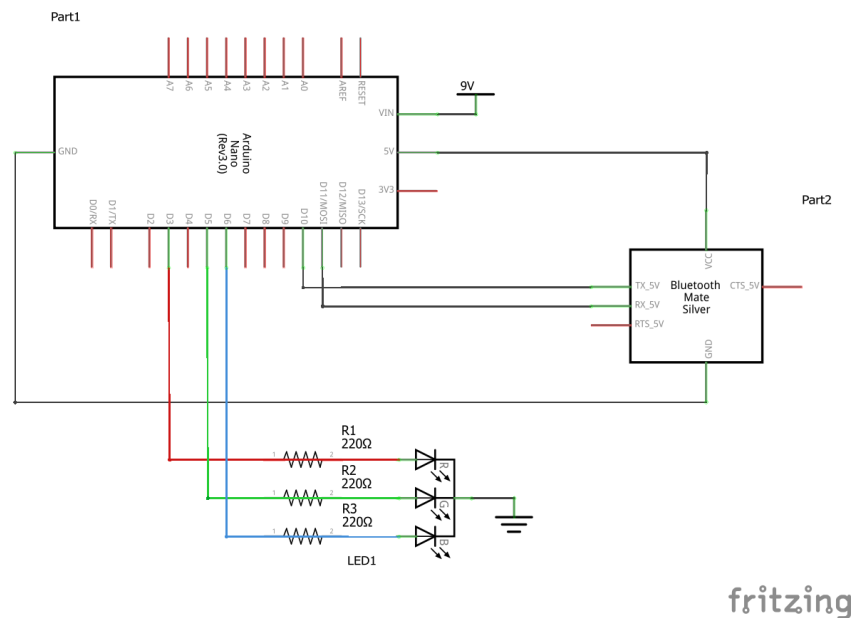 Part1
A7
A6
A5
A4
A3
A2
A1
A0
AREF
RESET
9V
VIN
GND
Arduino
Nano
(Rev3.0)
5V
3V3
D0/RX
D1/TX
D2
D3
D4
D5
D6
D7
D8
D9
D10
D11/MOSI
D12/MISO
D13/SCK
Part2
VCC
TX_5V
RX_5V
RTS_5V
Bluetooth
Mate
Silver
CTS_5V
GND
R1
220Ω
1
2
R
R2
220Ω
1
2
G
R3
220Ω
1
2
B
LED1
fritzing